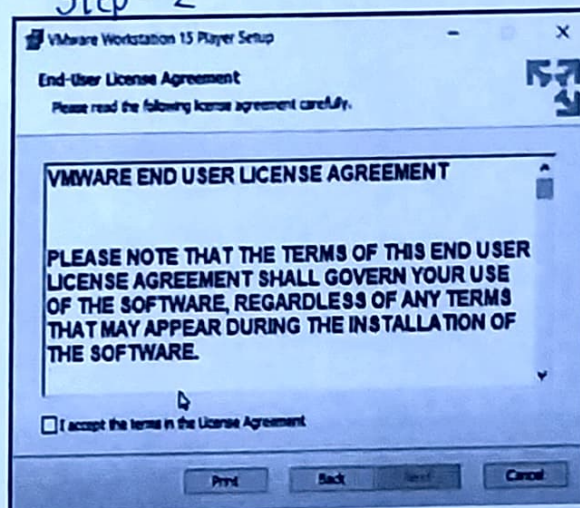 Step - 2
VMware Workstation 15 Player Setup
End-User License Agreement
Please read the following license agreement carefully.
VMWARE END USER LICENSE AGREEMENT
PLEASE NOTE THAT THE TERMS OF THIS END USER
LICENSE AGREEMENT SHALL GOVERN YOUR USE
OF THE SOFTWARE, REGARDLESS OF ANY TERMS
THAT MAY APPEAR DURING THE INSTALLATION OF
THE SOFTWARE.
I accept the terms in the License Agreement
Print Back Next Cancel